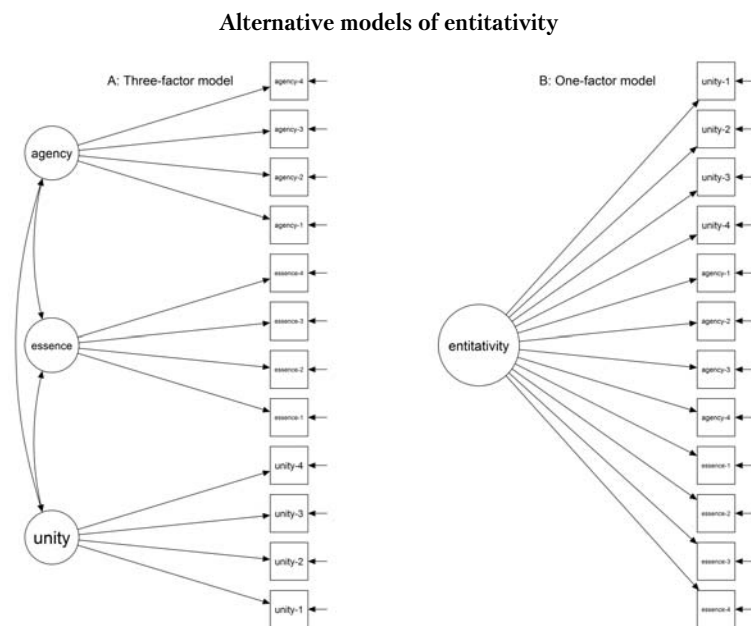 Alternative models of entitativity
A: Three-factor model
agency
essence
unity
agency-4
agency-3
agency-2
agency-1
essence-4
essence-3
essence-2
essence-1
unity-4
unity-3
unity-2
unity-1
B: One-factor model
entitativity
unity-1
unity-2
unity-3
unity-4
agency-1
agency-2
agency-3
agency-4
essence-1
essence-2
essence-3
essence-4